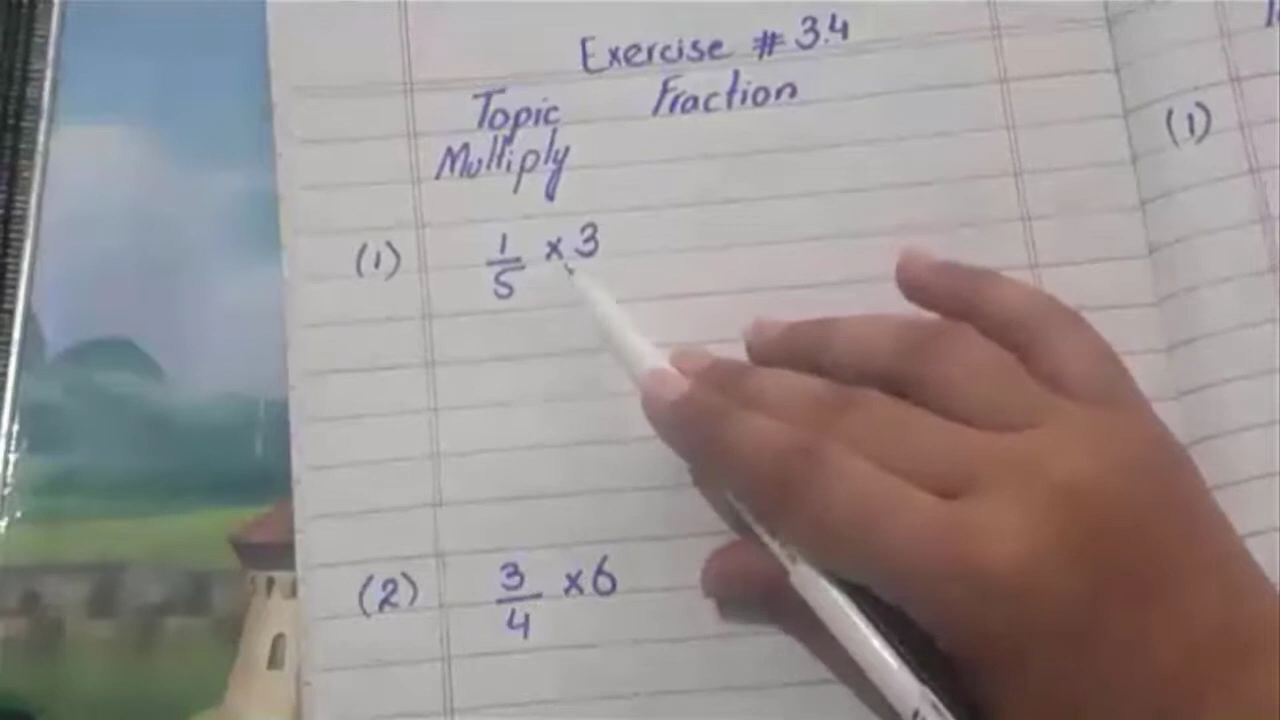 Exercise # 3.4
Topic Fraction
Multiply
(1) 1/5 × 3
(1)
(2) 3/4 × 6